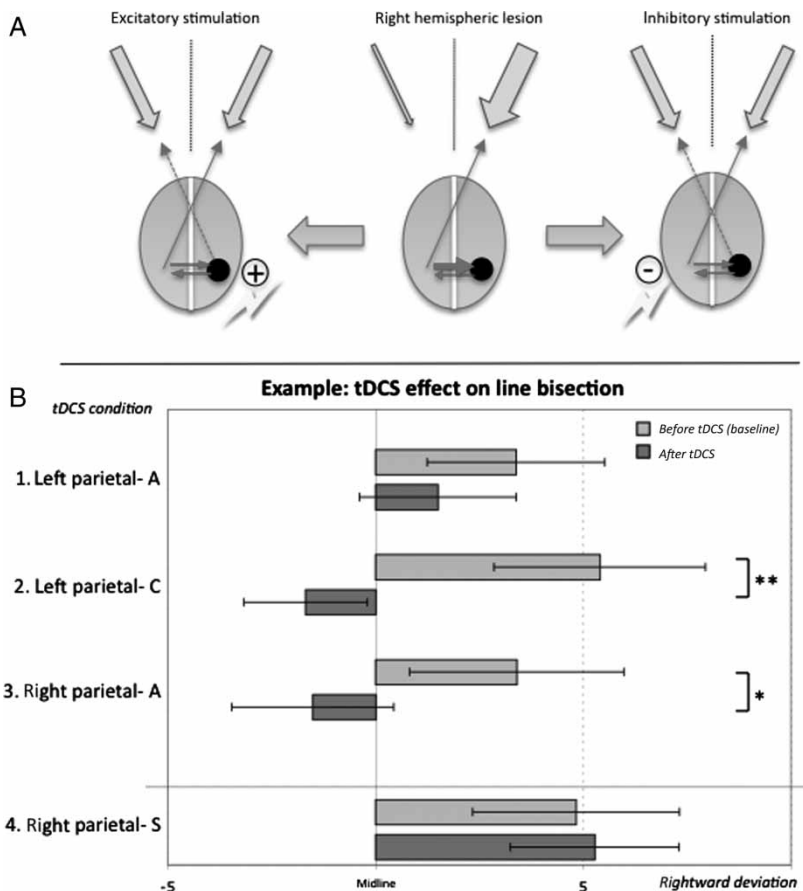 A
Excitatory stimulation
Right hemispheric lesion
Inhibitory stimulation
+
-
B
Example: tDCS effect on line bisection
tDCS condition
Before tDCS (baseline)
After tDCS
1. Left parietal- A
2. Left parietal- C
**
3. Right parietal- A
*
4. Right parietal- S
-5
Midline
5
Rightward deviation